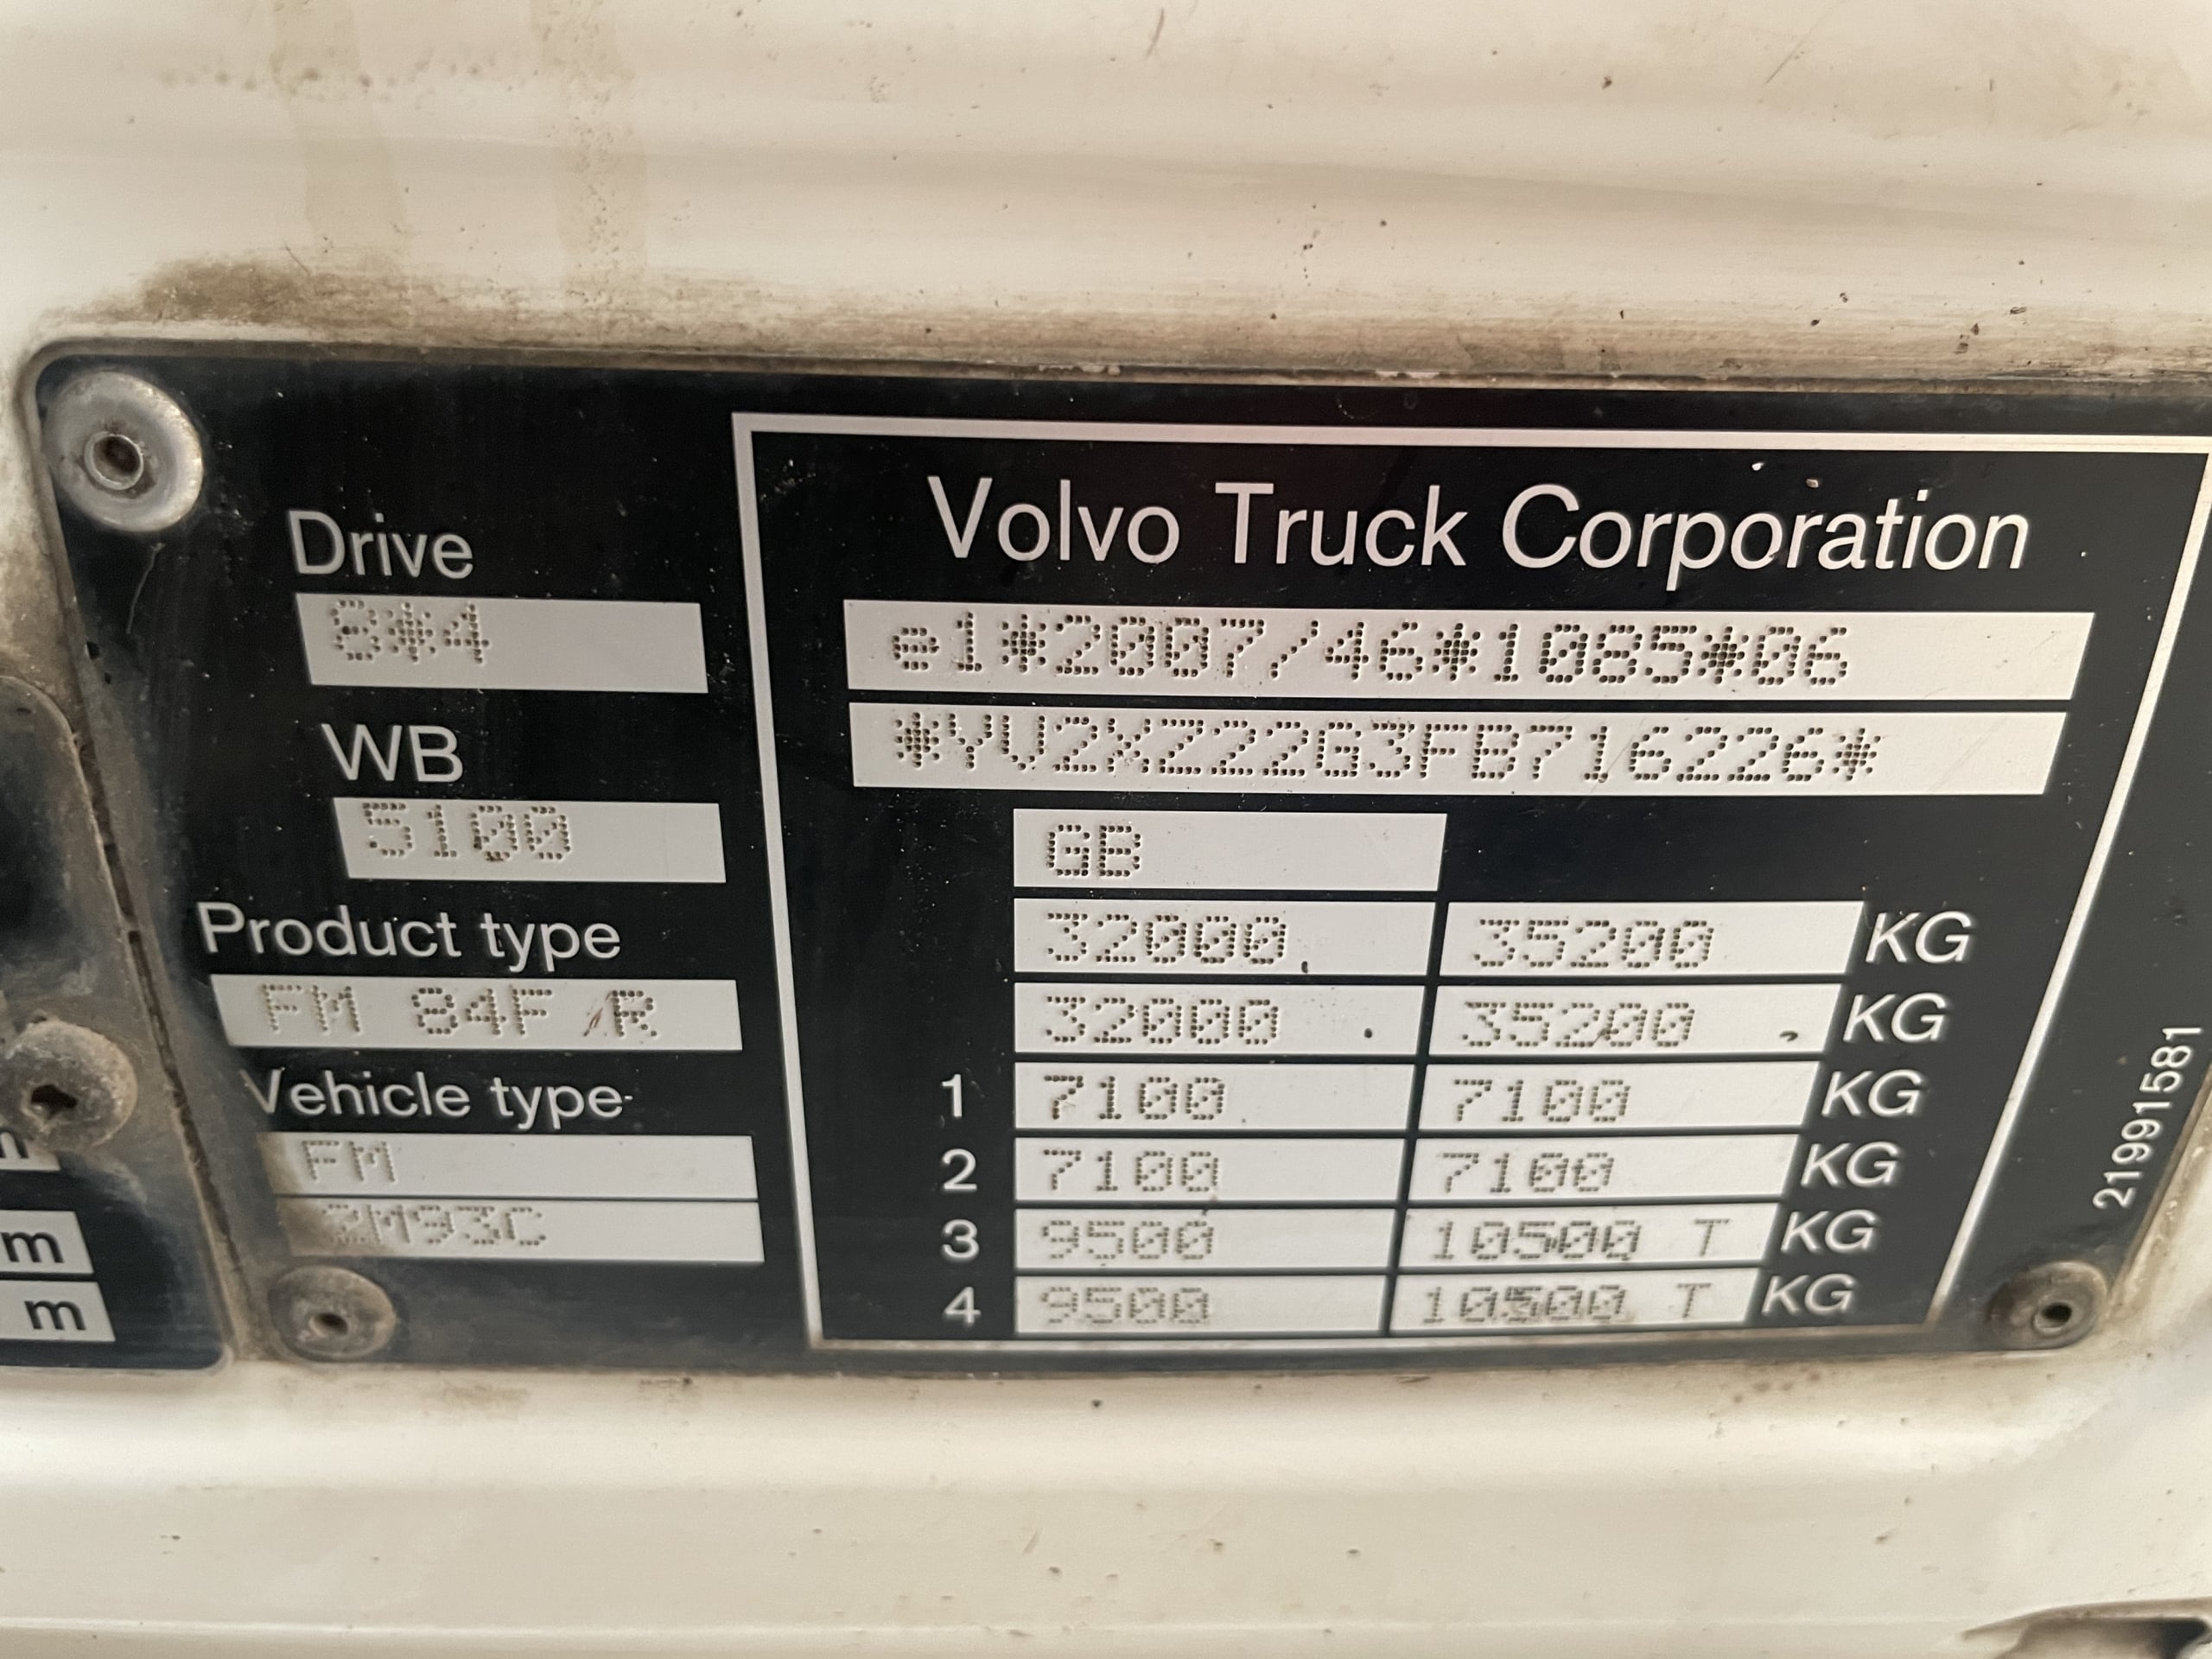 Drive
8*4
WB
5100
Product type
FM 84F R
Vehicle type
FM
m
m
Volvo Truck Corporation
e1*2007/46*1085*06
*YV2XZ22G3FB716226*
GB
32000 35200 KG
32000 35200 KG
1 7100 7100 KG
2 7100 7100 KG
3 9500 10500 T KG
4 9500 10500 T KG
21991581